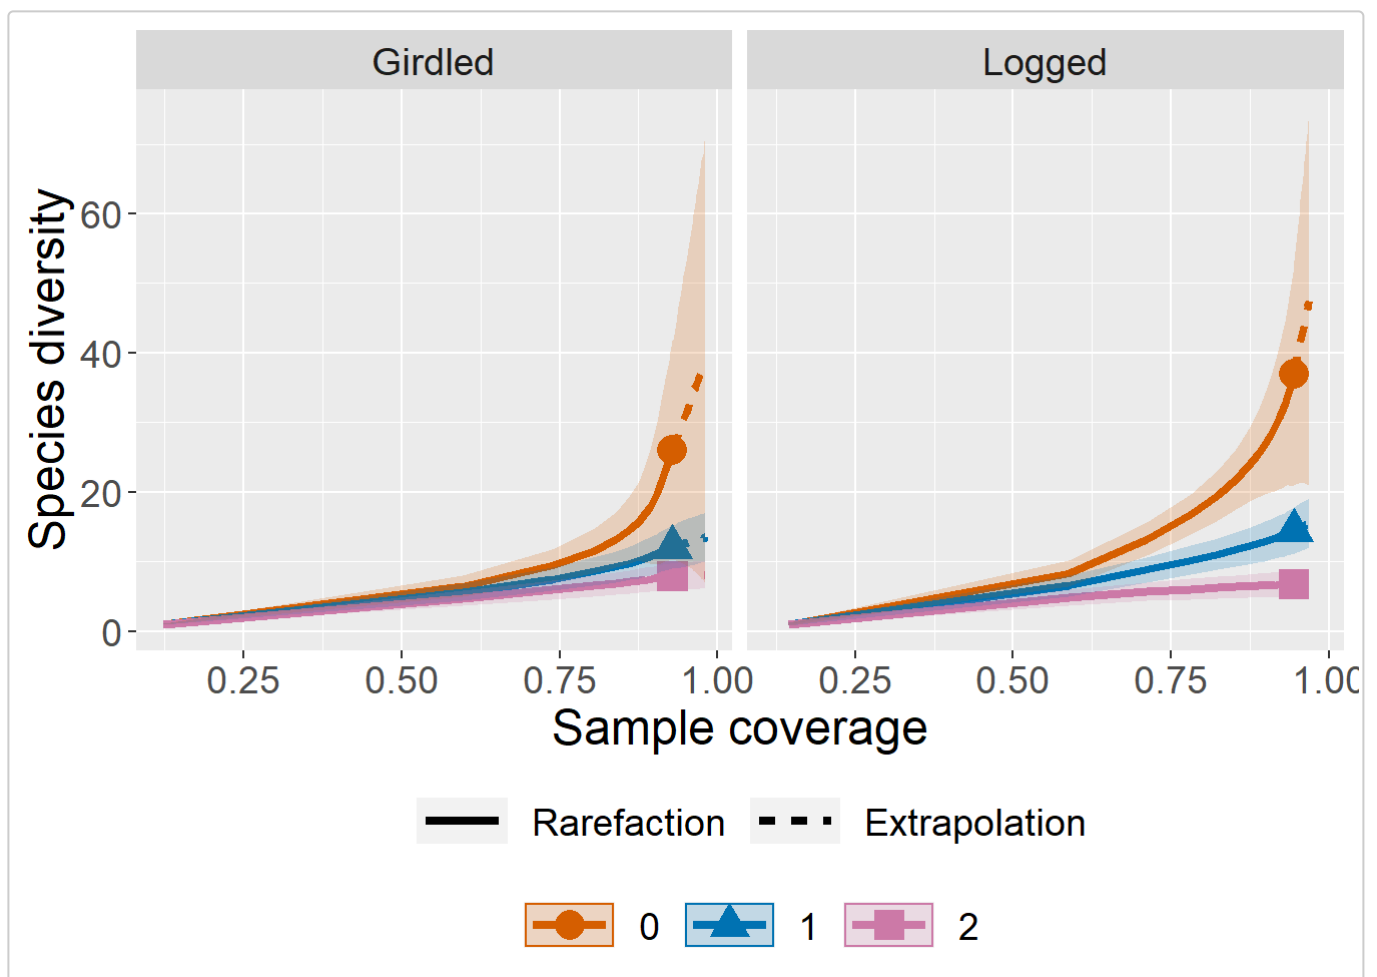 Girdled Logged
Species diversity
60
40
20
0
0.25 0.50 0.75 1.00 0.25 0.50 0.75 1.00
Sample coverage
Rarefaction Extrapolation
0 1 2